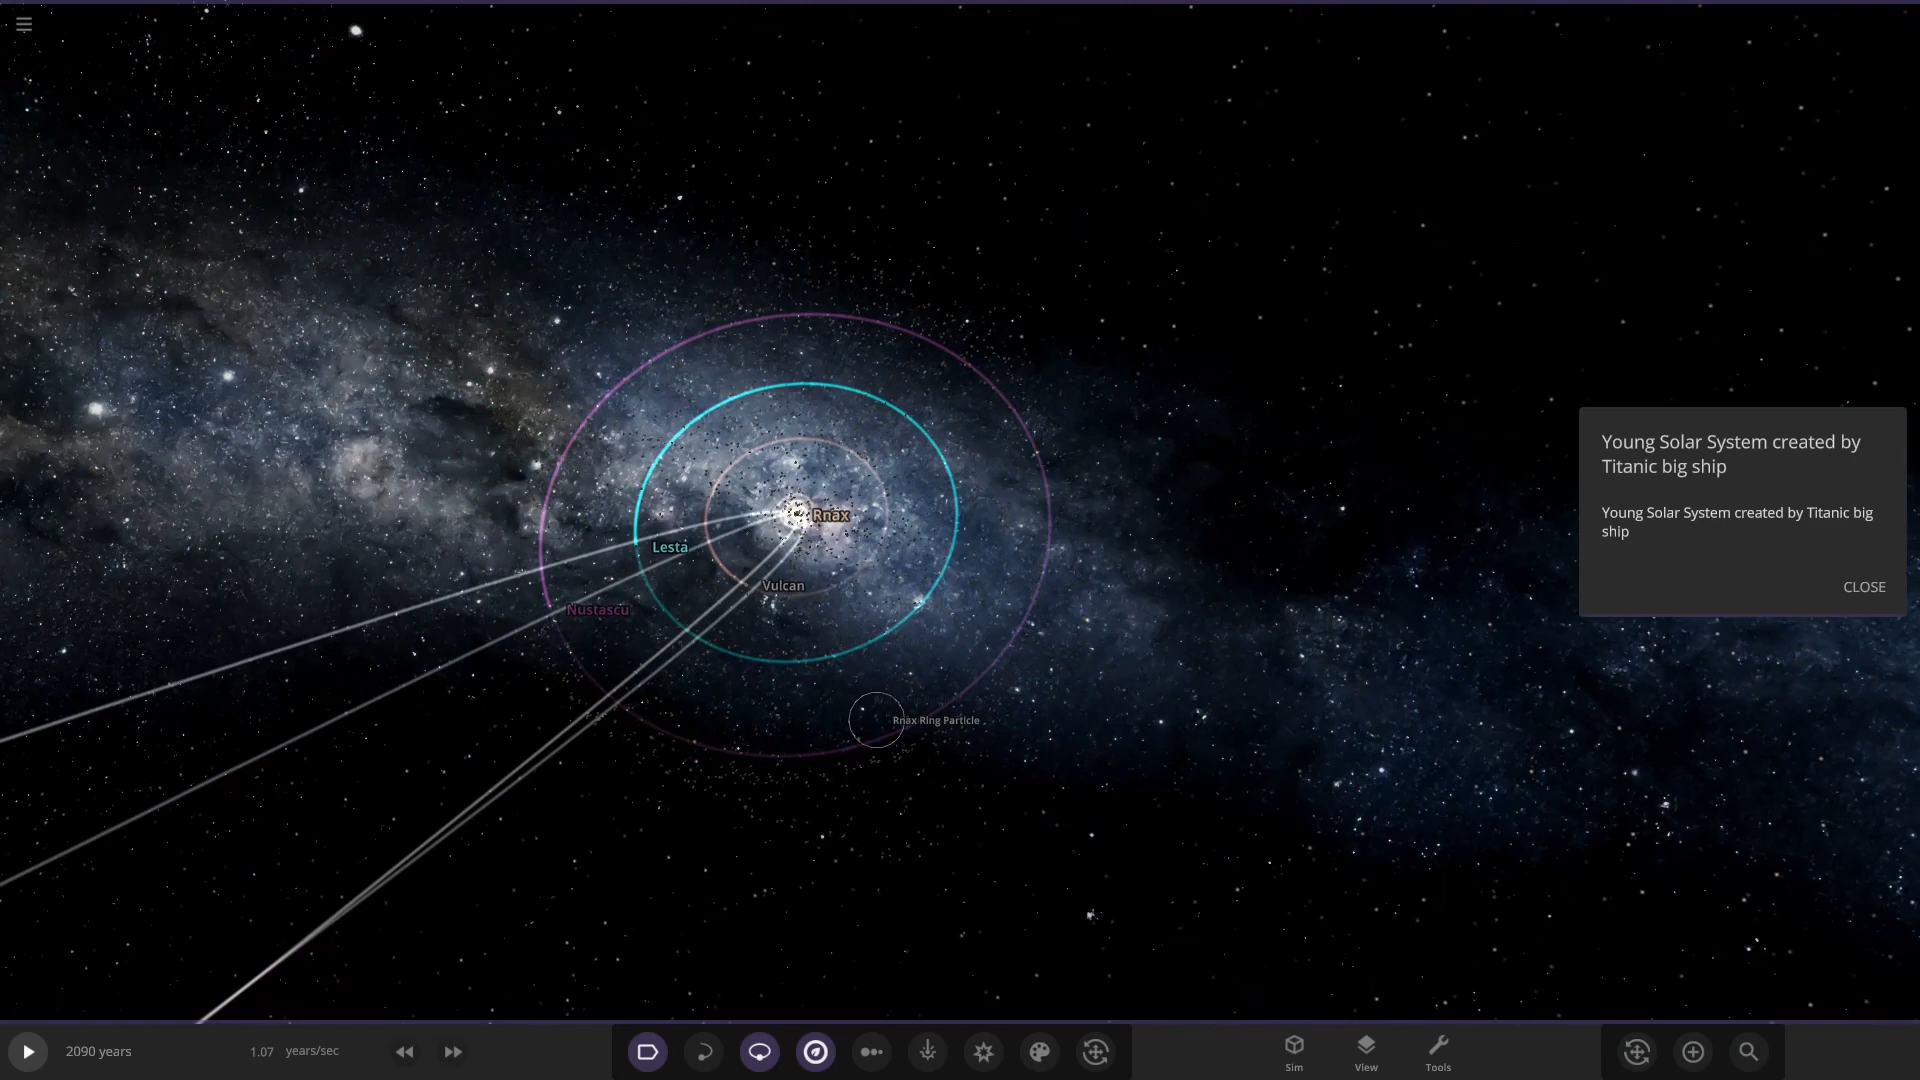 Young Solar System created by
Titanic big ship
Young Solar System created by Titanic big
ship
CLOSE
Rnax
Lesta
Vulcan
Nustascu
Rnax Ring Particle
2090 years
1.07 years/sec
Sim
View
Tools